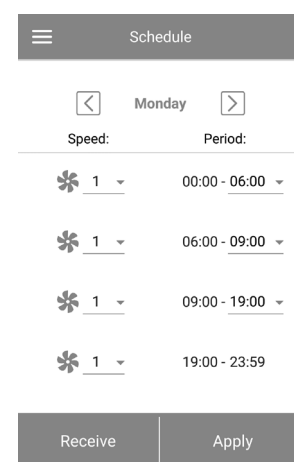 Schedule
Monday
Speed: Period:
1 00:00 - 06:00
1 06:00 - 09:00
1 09:00 - 19:00
1 19:00 - 23:59
Receive Apply